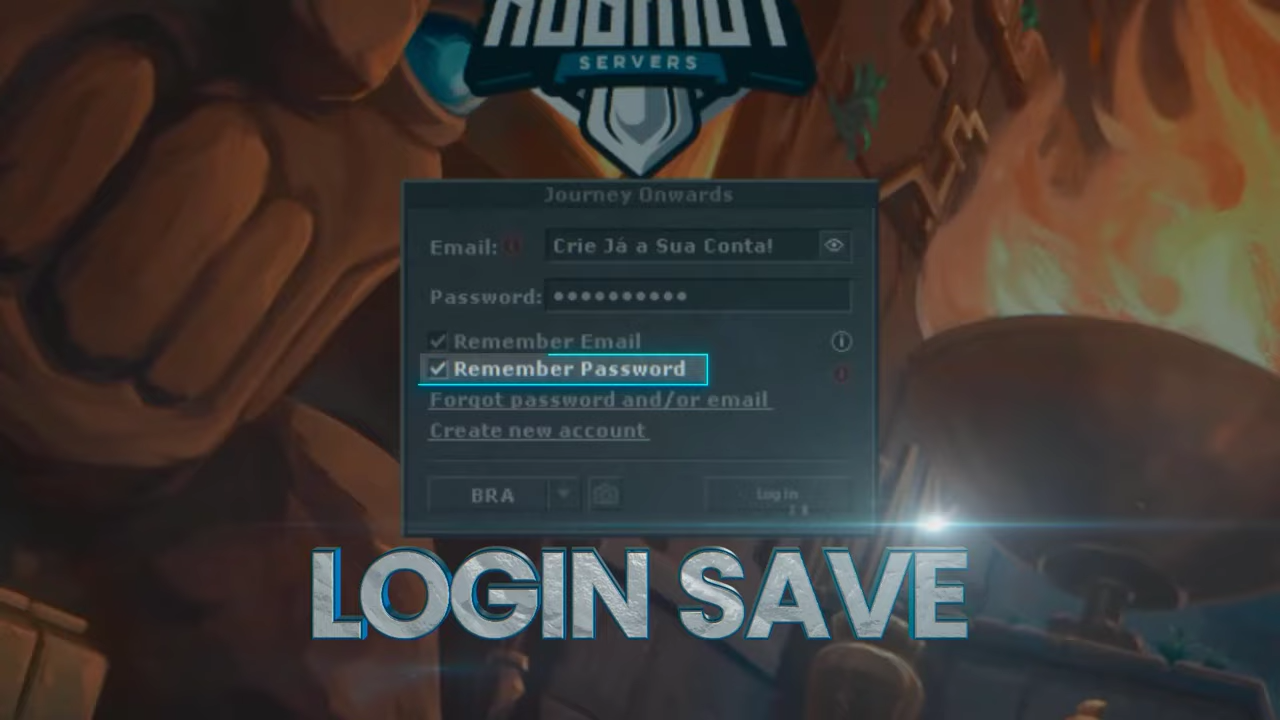 SERVERS
Journey Onwards
Email:
Crie Já a Sua Conta!
Password: ••••••••••
Remember Email
Remember Password
Forgot password and/or email
Create new account
BRA
Log in
LOGIN SAVE